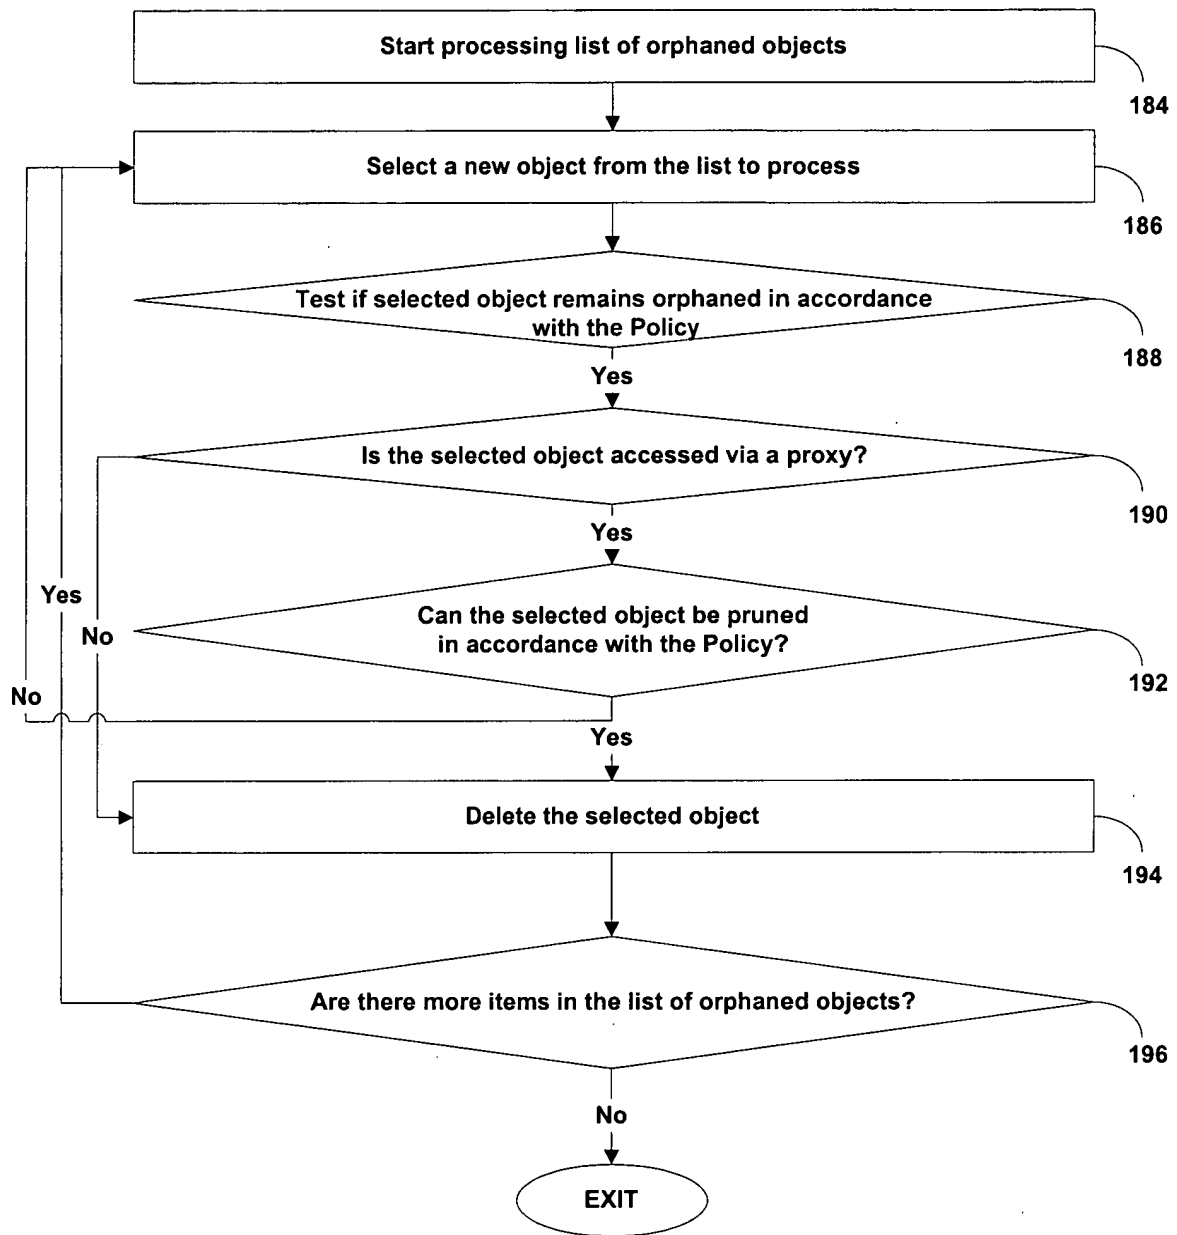 Start processing list of orphaned objects
184
Select a new object from the list to process
186
Test if selected object remains orphaned in accordance
with the Policy
188
Yes
Is the selected object accessed via a proxy?
190
Yes
Yes
Can the selected object be pruned
in accordance with the Policy?
No
192
No
Yes
Delete the selected object
194
Are there more items in the list of orphaned objects?
196
No
EXIT